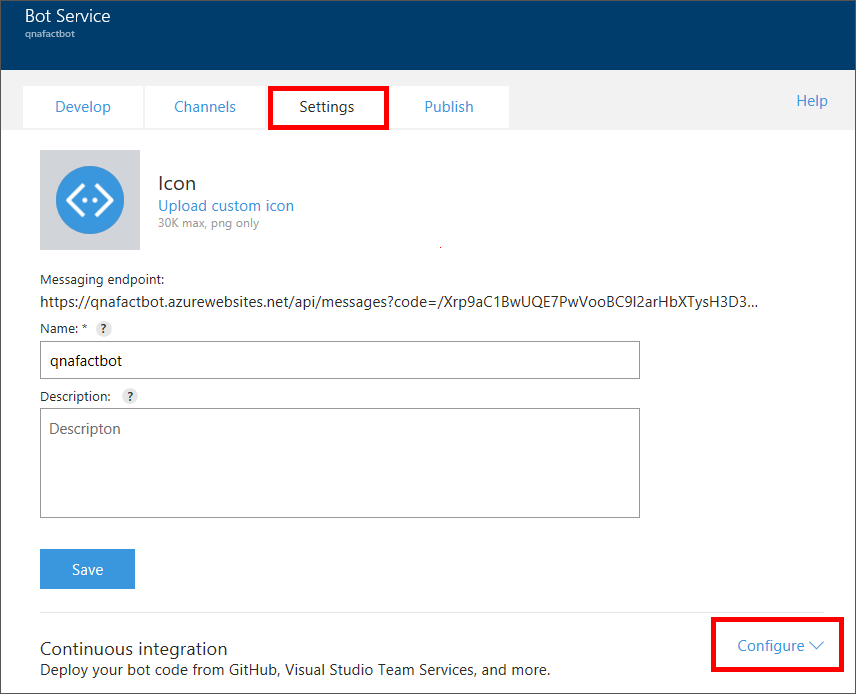 Bot Service
qnafactbot
Develop Channels Settings Publish Help
Icon
Upload custom icon
30K max, png only
Messaging endpoint:
https://qnafactbot.azurewebsites.net/api/messages?code=/Xrp9aC1BwUQE7PwVooBC9I2arHbXTysH3D3...
Name: * ?
qnafactbot
Description: ?
Descripton
Save
Continuous integration
Configure
Deploy your bot code from GitHub, Visual Studio Team Services, and more.